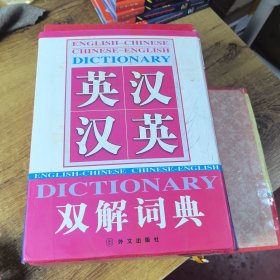 ENGLISH-CHINESE
CHINESE-ENGLISH
DICTIONARY
英汉
汉英
ENGLISH-CHINESE CHINESE-ENGLISH
DICTIONARY
双解词典
外文出版社